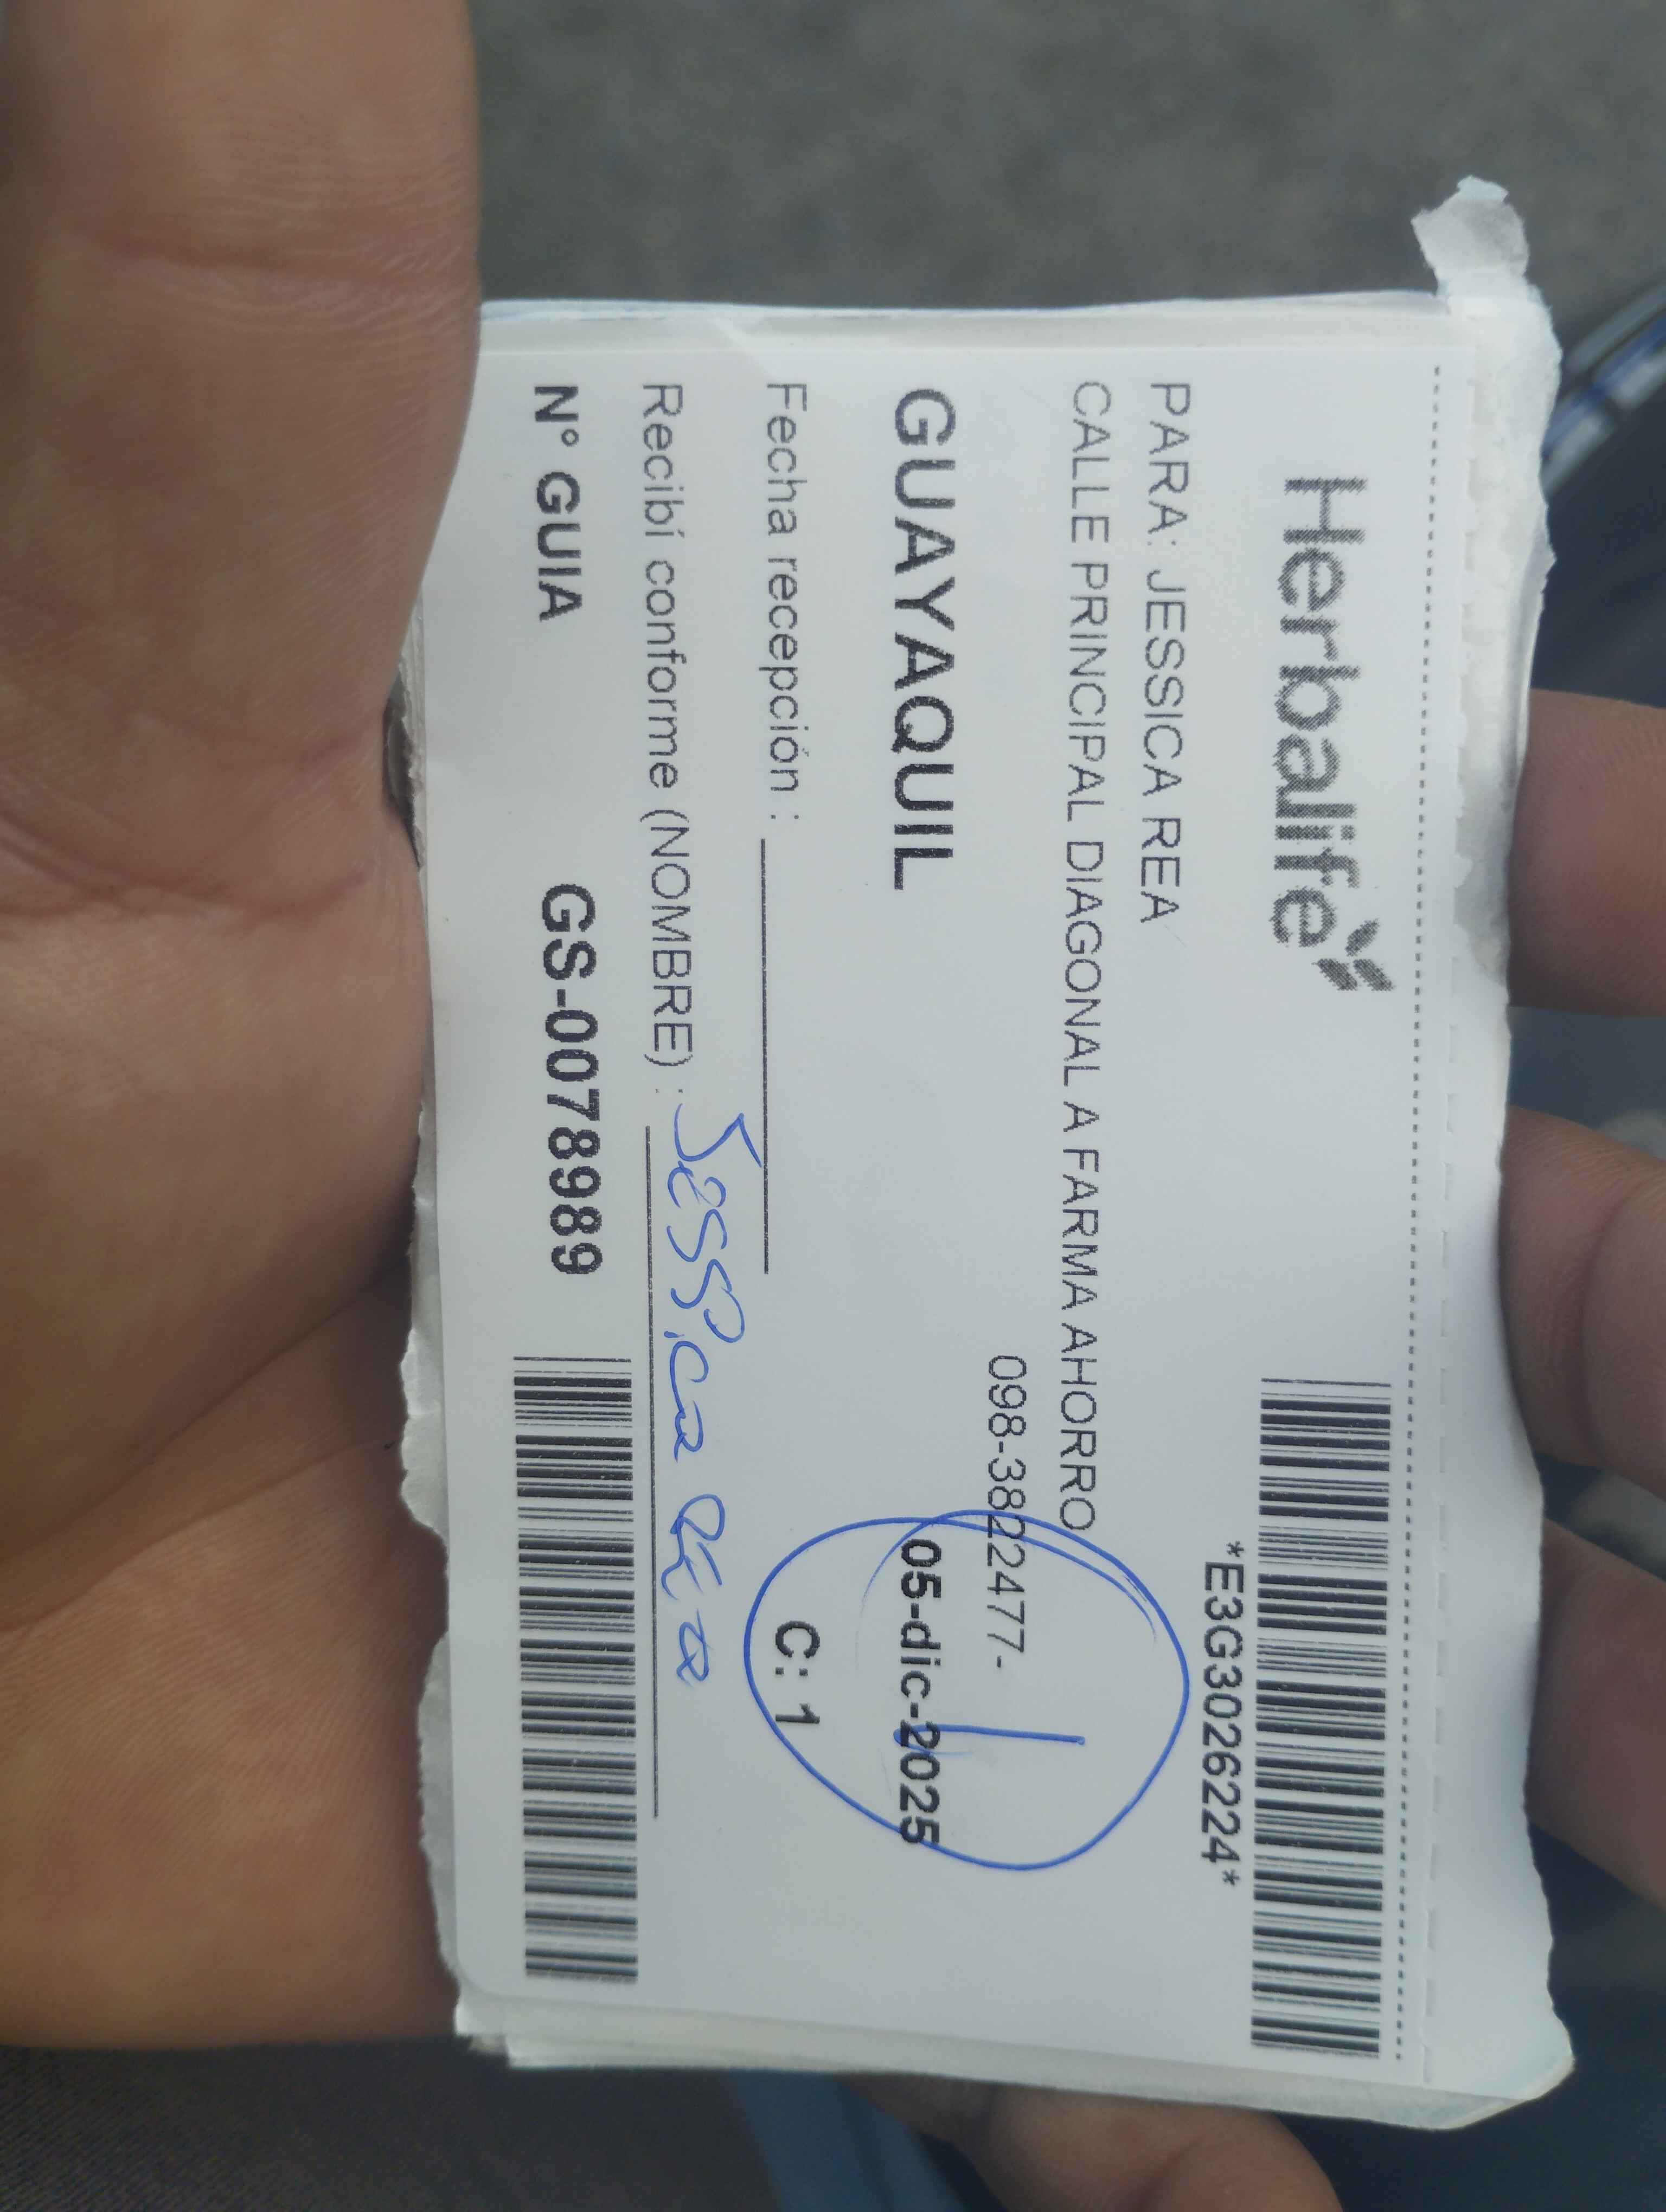 Herbalife
*E3G3026224*
PARA: JESSICA REA
CALLE PRINCIPAL DIAGONAL A FARMA AHORRO
098-3822477-
GUAYAQUIL
05-dic-2025
Fecha recepción :
C: 1
Recibí conforme (NOMBRE) : Jessica Rea
N° GUIA GS-0078989